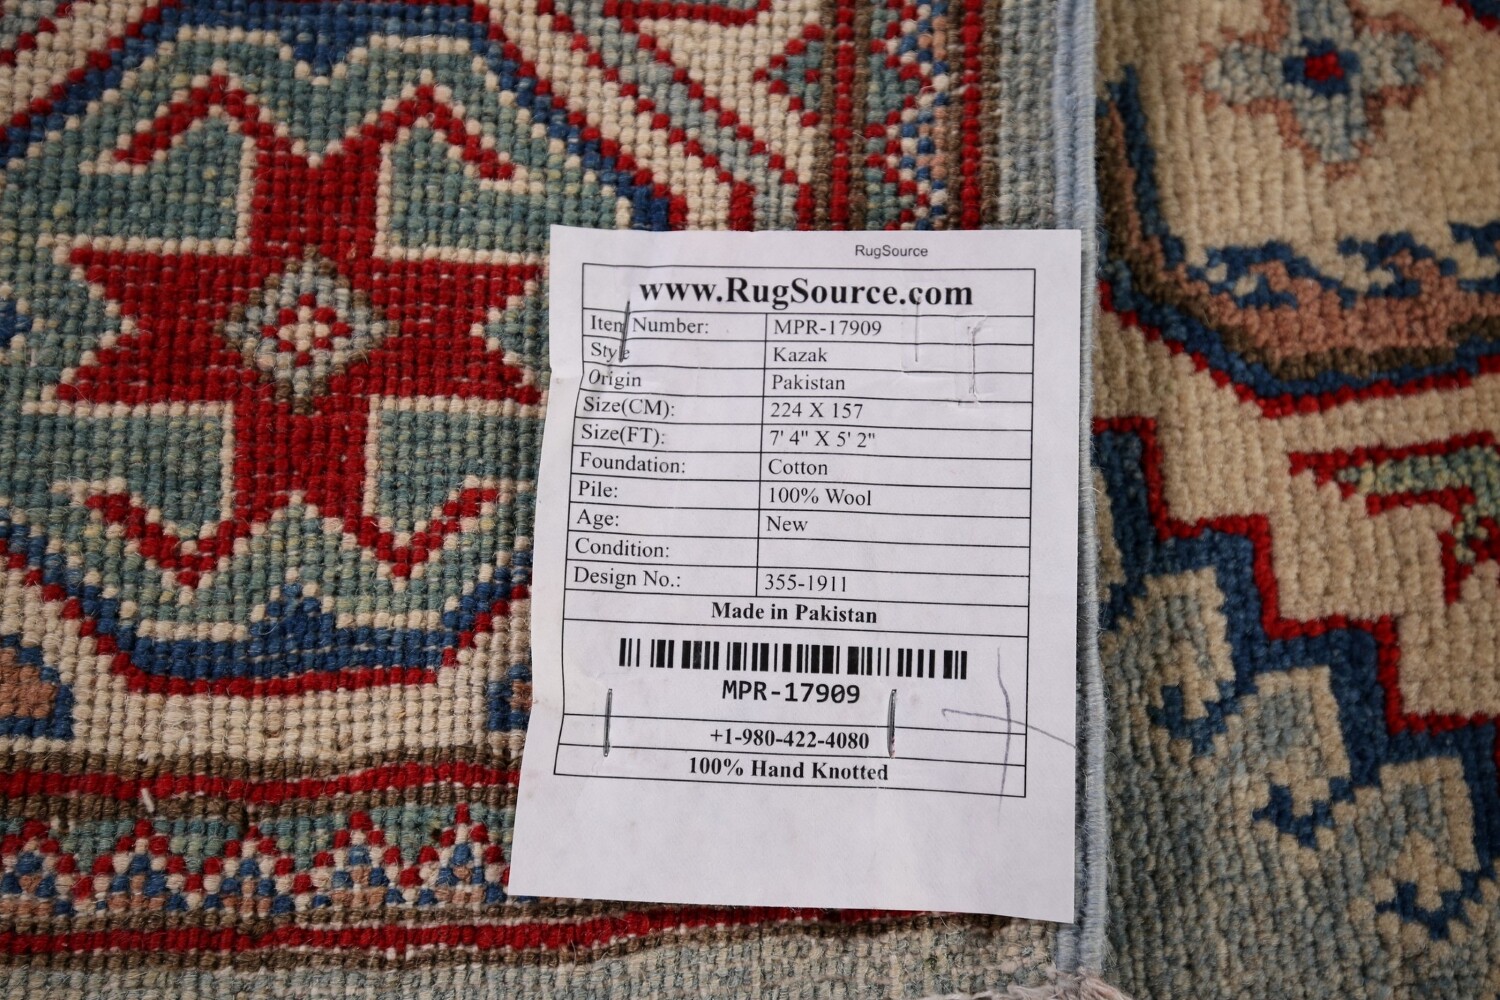 RugSource
www.RugSource.com
Item Number: MPR-17909
Style Kazak
Origin Pakistan
Size(CM): 224 X 157
Size(FT): 7' 4" X 5' 2"
Foundation: Cotton
Pile: 100% Wool
Age: New
Condition:
Design No.: 355-1911
Made in Pakistan
MPR-17909
+1-980-422-4080
100% Hand Knotted